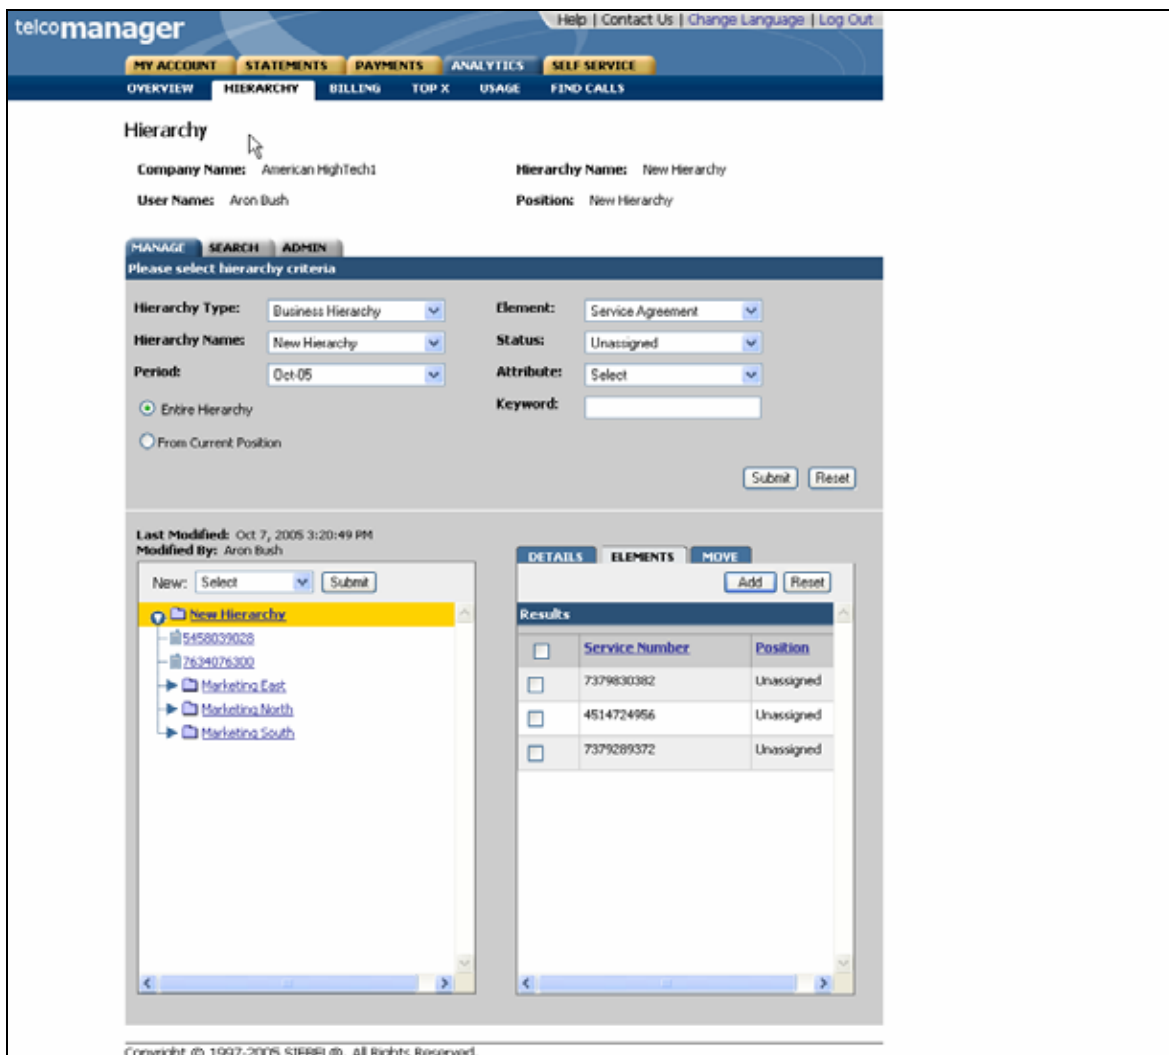 telcomanager
Help | Contact Us | Change Language | Log Out
MY ACCOUNT STATEMENTS PAYMENTS ANALYTICS SELF SERVICE
OVERVIEW HIERARCHY BILLING TOP X USAGE FIND CALLS
Hierarchy
Company Name: American HighTech1 Hierarchy Name: New Hierarchy
User Name: Aron Bush Position: New Hierarchy
MANAGE SEARCH ADMIN
Please select hierarchy criteria
Hierarchy Type: Business Hierarchy Element: Service Agreement
Hierarchy Name: New Hierarchy Status: Unassigned
Period: Oct-05 Attribute: Select
Entire Hierarchy Keyword:
From Current Position
Submit Reset
Last Modified: Oct 7, 2005 3:20:49 PM
Modified By: Aron Bush
New: Select Submit
New Hierarchy
5458039028
7634076300
Marketing East
Marketing North
Marketing South
DETAILS ELEMENTS MOVE
Add Reset
Results
Service Number Position
7379830382 Unassigned
4514724956 Unassigned
7379289372 Unassigned
Copyright © 1997-2005 SIEBEL®. All Rights Reserved.